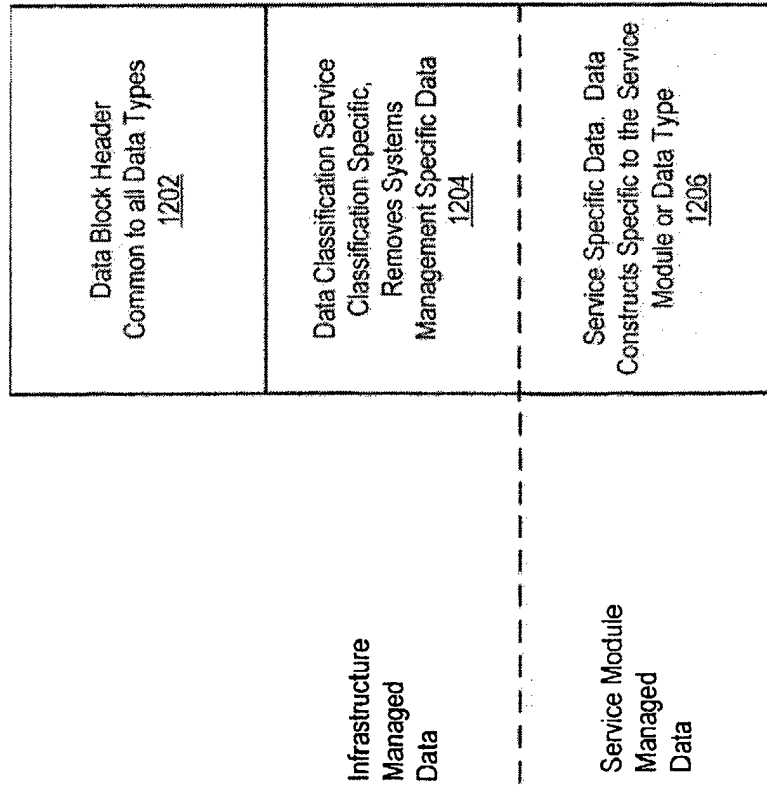 Data Block Header
Common to all Data Types
1202
Data Classification Service
Classification Specific,
Removes Systems
Management Specific Data
1204
Service Specific Data. Data
Constructs Specific to the Service
Module or Data Type
1206
Infrastructure
Managed
Data
Service Module
Managed
Data